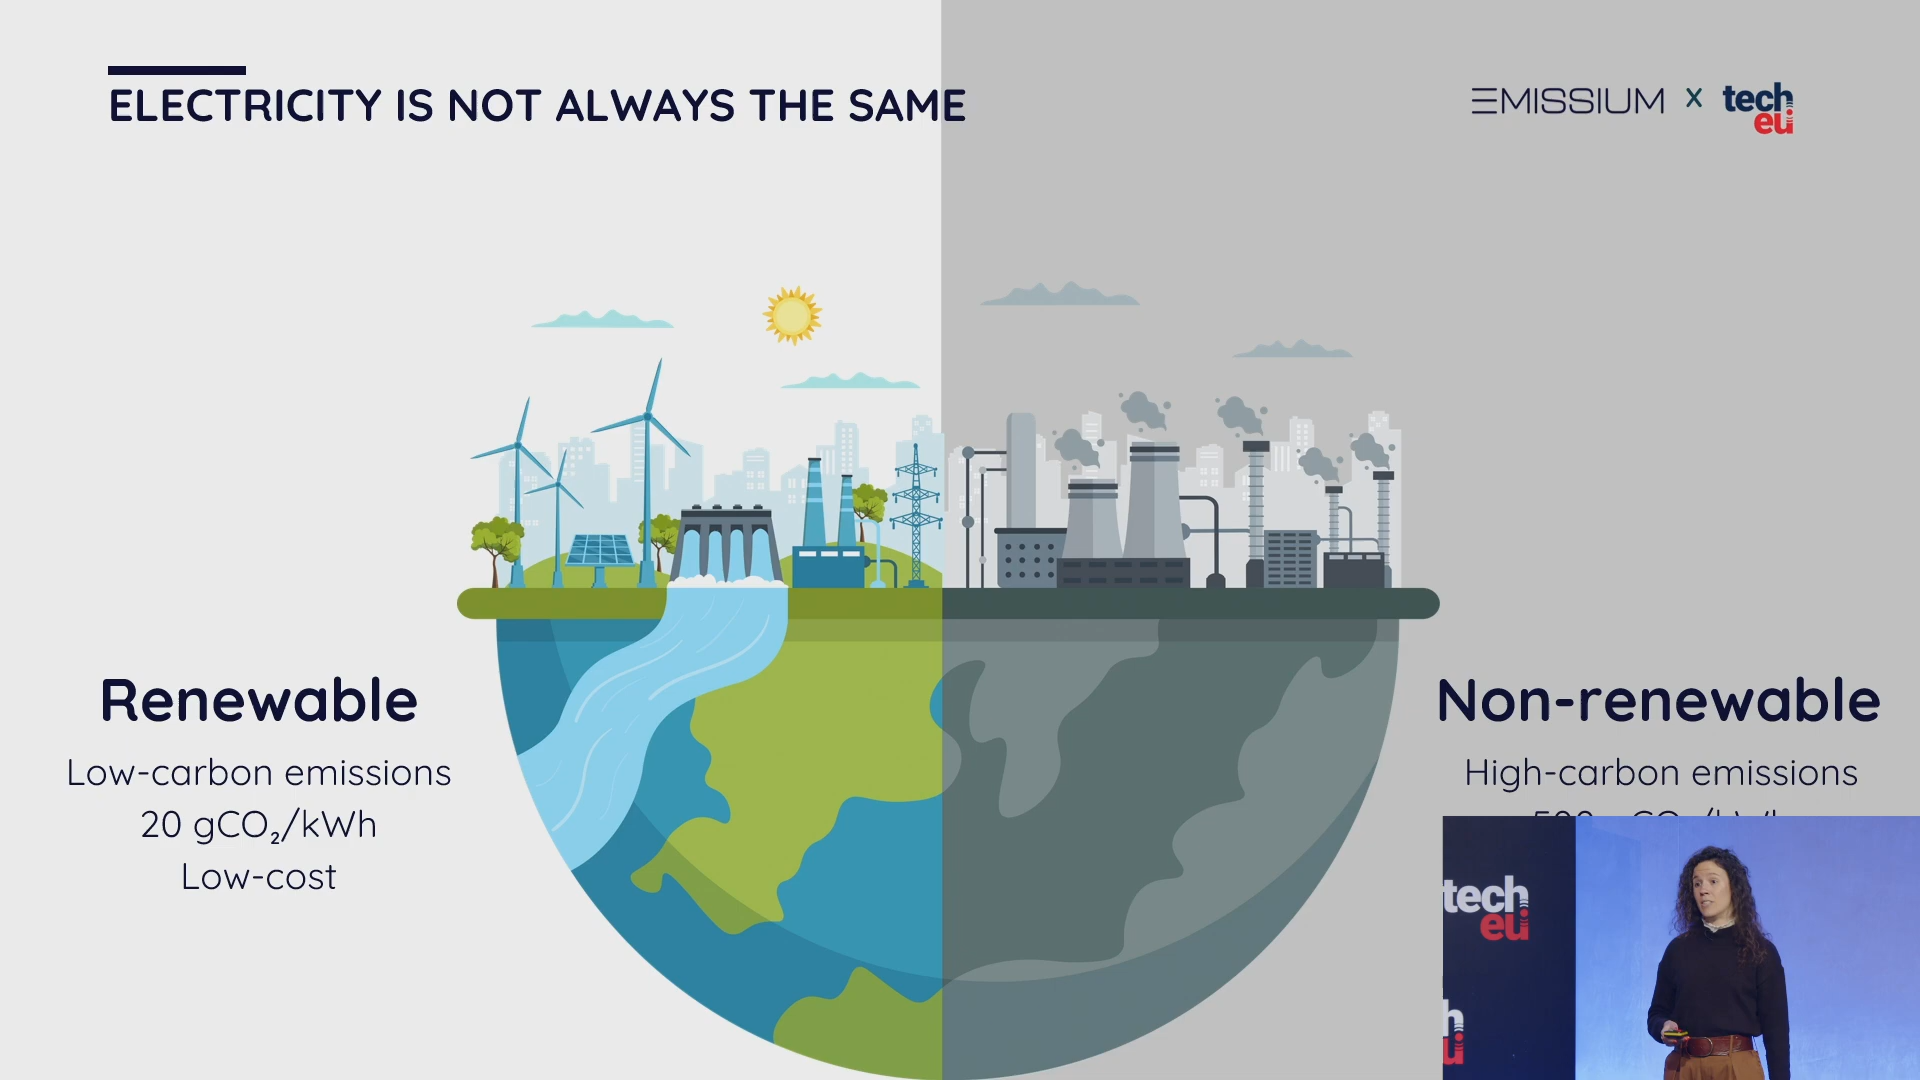 ELECTRICITY IS NOT ALWAYS THE SAME
EMISSIUM X tech
eu
Renewable
Low-carbon emissions
20 gCO₂/kWh
Low-cost
Non-renewable
High-carbon emissions
tech
eu